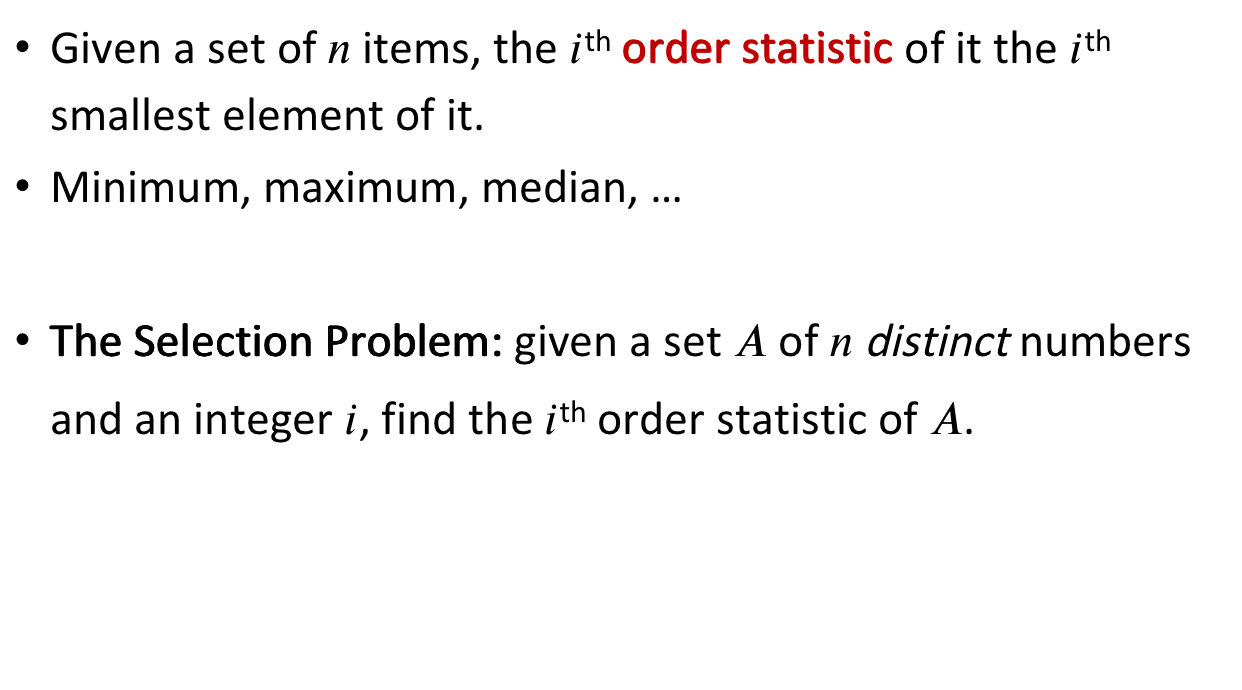 • Given a set of n items, the iᵗʰ order statistic of it the iᵗʰ
smallest element of it.
• Minimum, maximum, median, …
• The Selection Problem: given a set A of n distinct numbers
and an integer i, find the iᵗʰ order statistic of A.